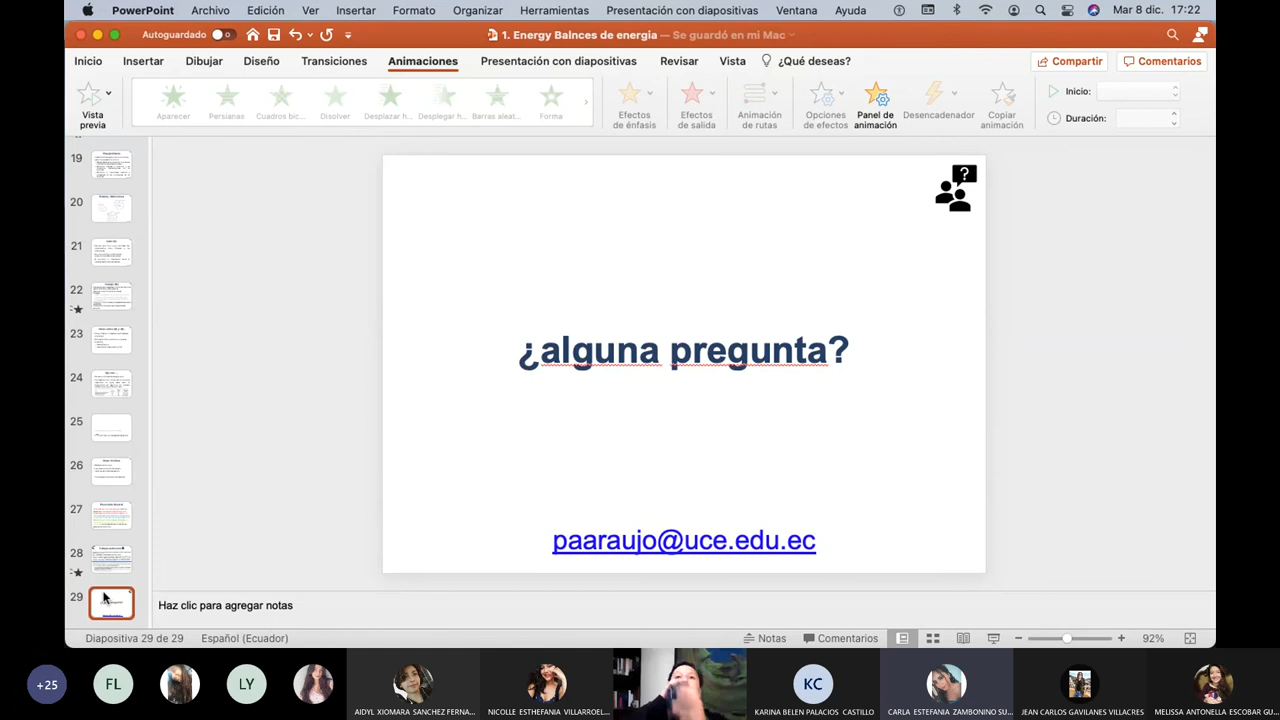 PowerPoint Archivo Edición Ver Insertar Formato Organizar Herramientas Presentación con diapositivas Ventana Ayuda Mar 8 dic. 17:22
Autoguardado 1. Energy Balnces de energia — Se guardó en mi Mac
Inicio Insertar Dibujar Diseño Transiciones Animaciones Presentación con diapositivas Revisar Vista ¿Qué deseas? Compartir Comentarios
Vista previa
Aparecer Persianas Cuadros bic... Disolver Desplazar h... Desplegar h... Barras aleat... Forma
Efectos de énfasis
Efectos de salida
Animación de rutas
Opciones de efectos
Panel de animación
Desencadenador
Copiar animación
Inicio:
Duración:
19
20
21
22
23
24
25
26
27
28
29
?
¿alguna pregunta?
paaraujo@uce.edu.ec
Haz clic para agregar notas
Diapositiva 29 de 29 Español (Ecuador) Notas Comentarios 92%
+25 FL LY KC
AIDYL XIOMARA SANCHEZ FERNA...
NICOLLE ESTHEFANIA VILLARROEL...
KARINA BELEN PALACIOS CASTILLO
CARLA ESTEFANIA ZAMBONINO SU...
JEAN CARLOS GAVILANES VILLACRES
MELISSA ANTONELLA ESCOBAR GU...